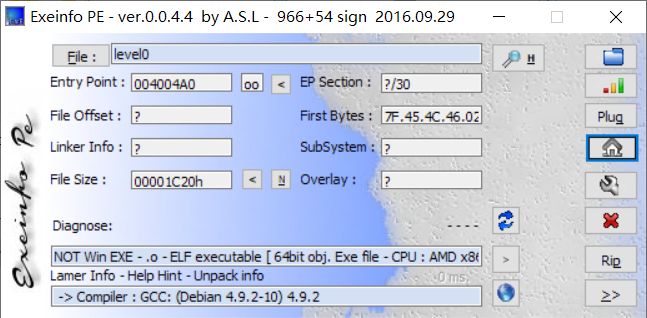 Exeinfo PE - ver.0.0.4.4 by A.S.L - 966+54 sign 2016.09.29
File : level0 H
Entry Point : 004004A0 oo < EP Section : ?/30
File Offset : ? First Bytes : 7F.45.4C.46.02 Plug
Linker Info : ? SubSystem : ?
File Size : 00001C20h < N Overlay : ?
Exeinfo Pe
Diagnose: ----
NOT Win EXE - .o - ELF executable [ 64bit obj. Exe file - CPU : AMD x86 > Rip
Lamer Info - Help Hint - Unpack info 0 ms.
-> Compiler : GCC: (Debian 4.9.2-10) 4.9.2 >>